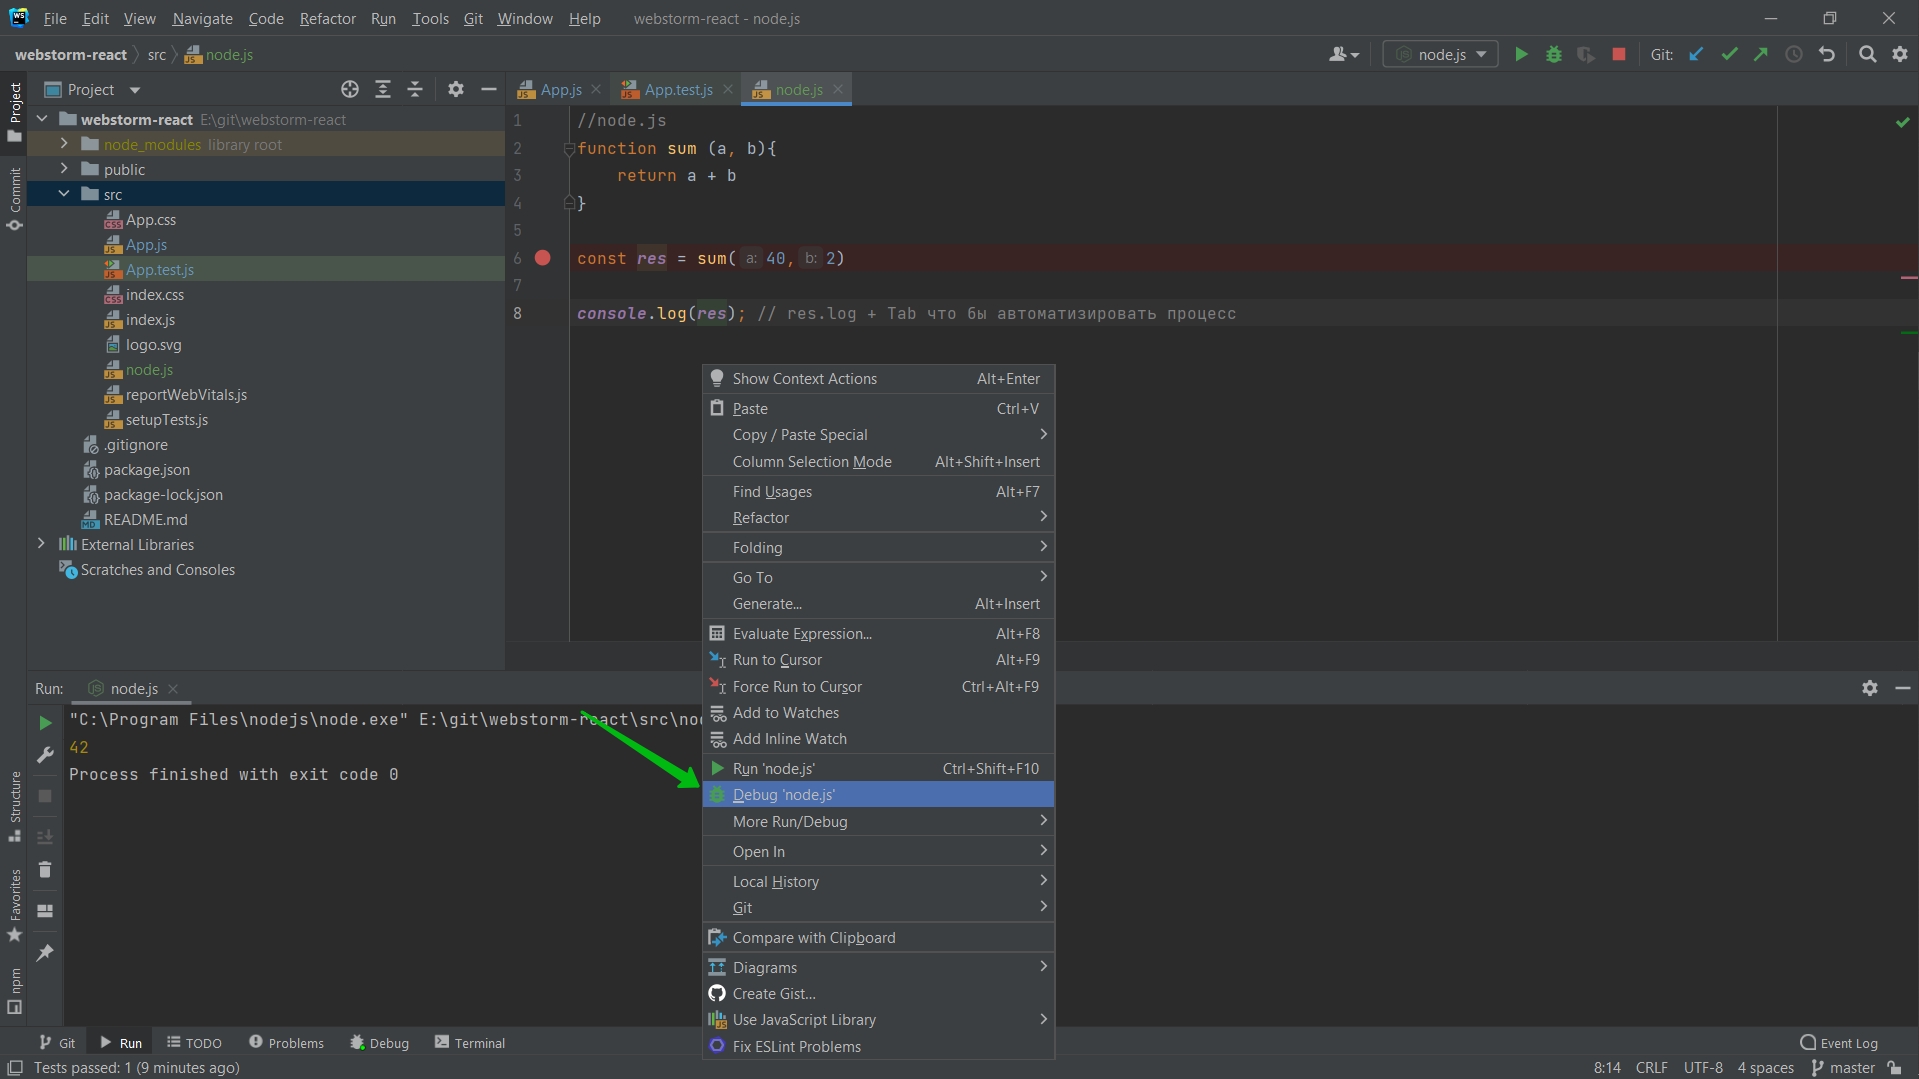 File Edit View Navigate Code Refactor Run Tools Git Window Help webstorm-react - node.js
webstorm-react src node.js
node.js Git:
Project
App.js App.test.js node.js
Project
Commit
Structure
Favorites
npm
webstorm-react E:\git\webstorm-react
node_modules library root
public
src
App.css
App.js
App.test.js
index.css
index.js
logo.svg
node.js
reportWebVitals.js
setupTests.js
.gitignore
package.json
package-lock.json
README.md
External Libraries
Scratches and Consoles
1 //node.js
2 function sum (a, b){
3 return a + b
4 }
5
6 const res = sum( a: 40, b: 2)
7
8 console.log(res); // res.log + Tab что бы автоматизировать процесс
Show Context Actions Alt+Enter
Paste Ctrl+V
Copy / Paste Special
Column Selection Mode Alt+Shift+Insert
Find Usages Alt+F7
Refactor
Folding
Go To
Generate... Alt+Insert
Evaluate Expression... Alt+F8
Run to Cursor Alt+F9
Force Run to Cursor Ctrl+Alt+F9
Add to Watches
Add Inline Watch
Run 'node.js' Ctrl+Shift+F10
Debug 'node.js'
More Run/Debug
Open In
Local History
Git
Compare with Clipboard
Diagrams
Create Gist...
Use JavaScript Library
Fix ESLint Problems
Run: node.js
"C:\Program Files\nodejs\node.exe" E:\git\webstorm-react\src\no
42
Process finished with exit code 0
Git Run TODO Problems Debug Terminal Event Log
Tests passed: 1 (9 minutes ago) 8:14 CRLF UTF-8 4 spaces master